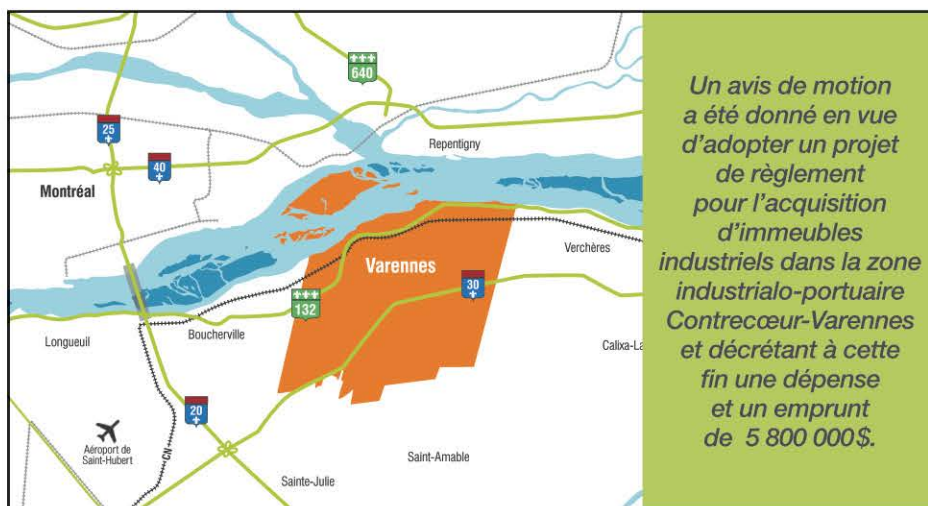 640
Repentigny
25
40
Montréal
Varennes
Verchères
30
132
Longueuil
Boucherville
Calixa-La
20
Aéroport de
Saint-Hubert
CN
Saint-Amable
Sainte-Julie
Un avis de motion
a été donné en vue
d'adopter un projet
de règlement
pour l'acquisition
d'immeubles
industriels dans la zone
industrialo-portuaire
Contrecœur-Varennes
et décrétant à cette
fin une dépense
et un emprunt
de 5 800 000$.